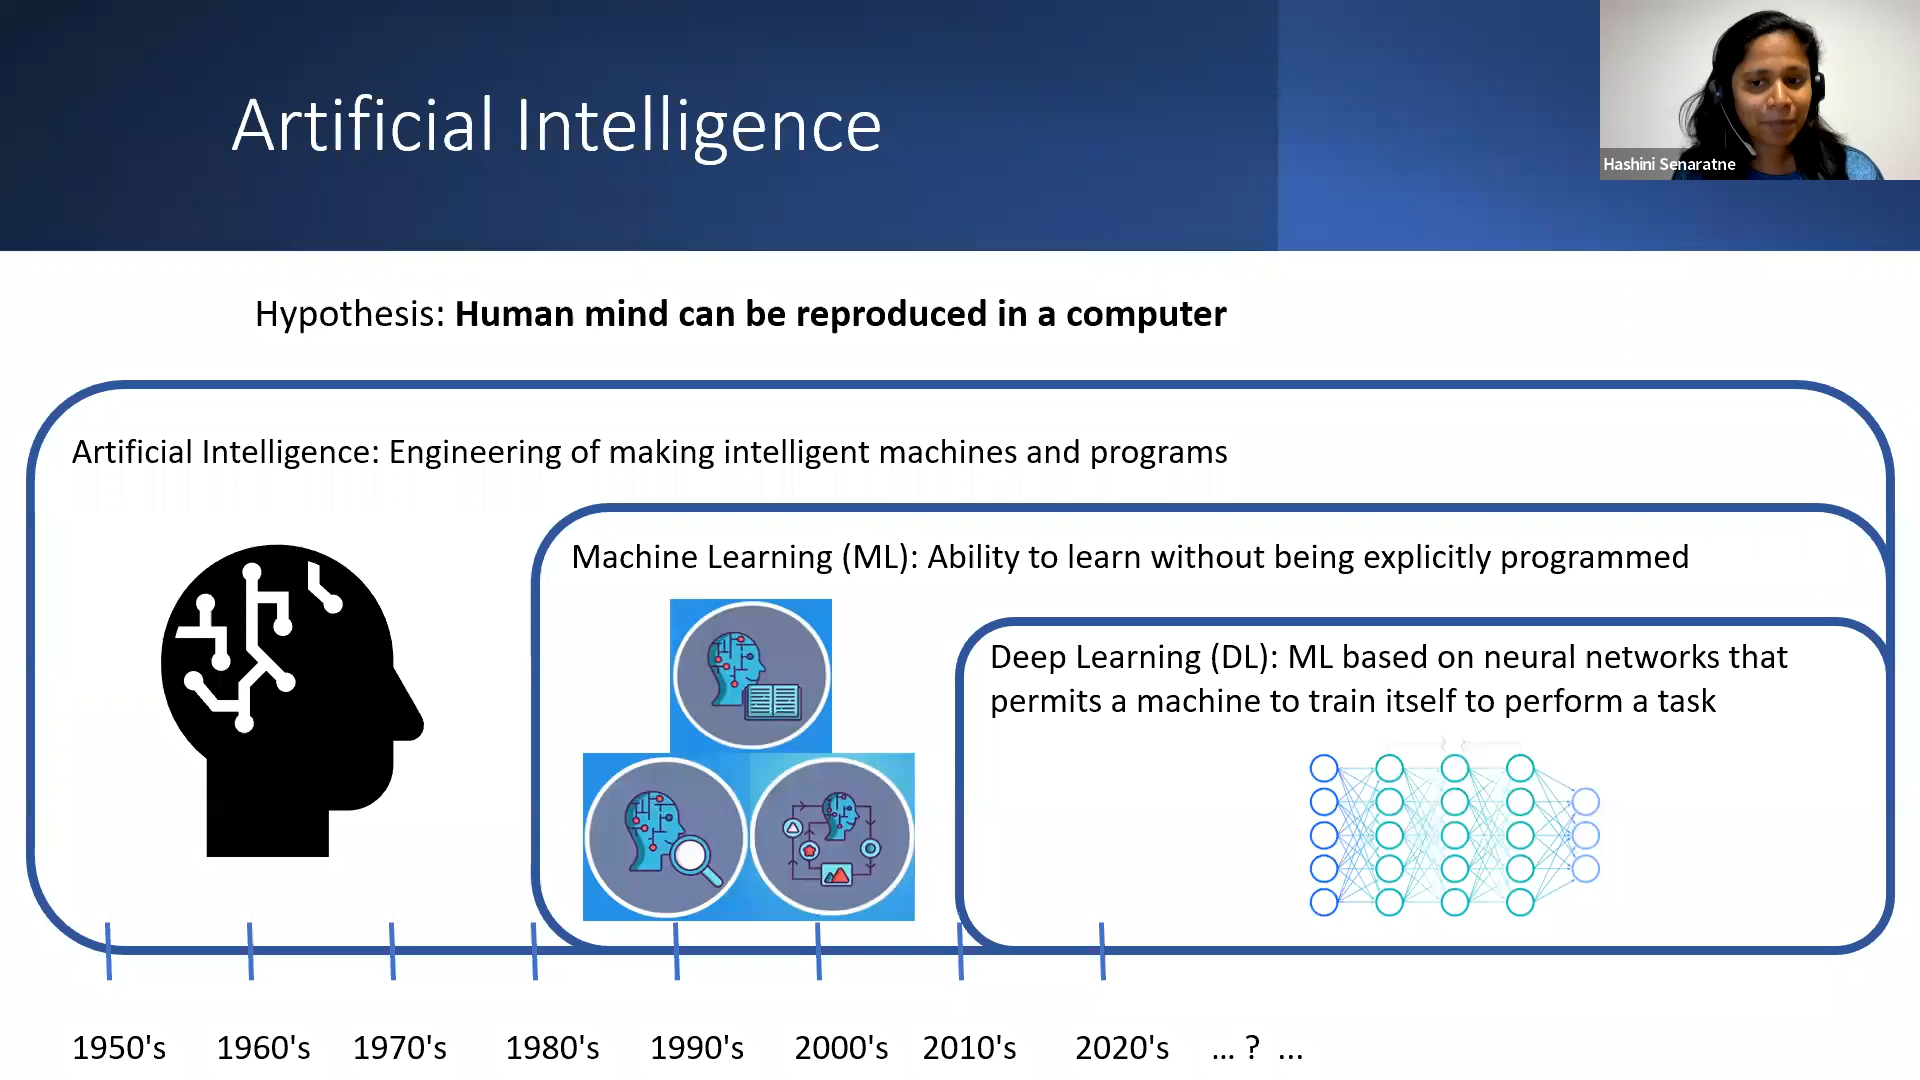 Artificial Intelligence
Hashini Senaratne
Hypothesis: Human mind can be reproduced in a computer
Artificial Intelligence: Engineering of making intelligent machines and programs
Machine Learning (ML): Ability to learn without being explicitly programmed
Deep Learning (DL): ML based on neural networks that
permits a machine to train itself to perform a task
1950's 1960's 1970's 1980's 1990's 2000's 2010's 2020's ... ? ...